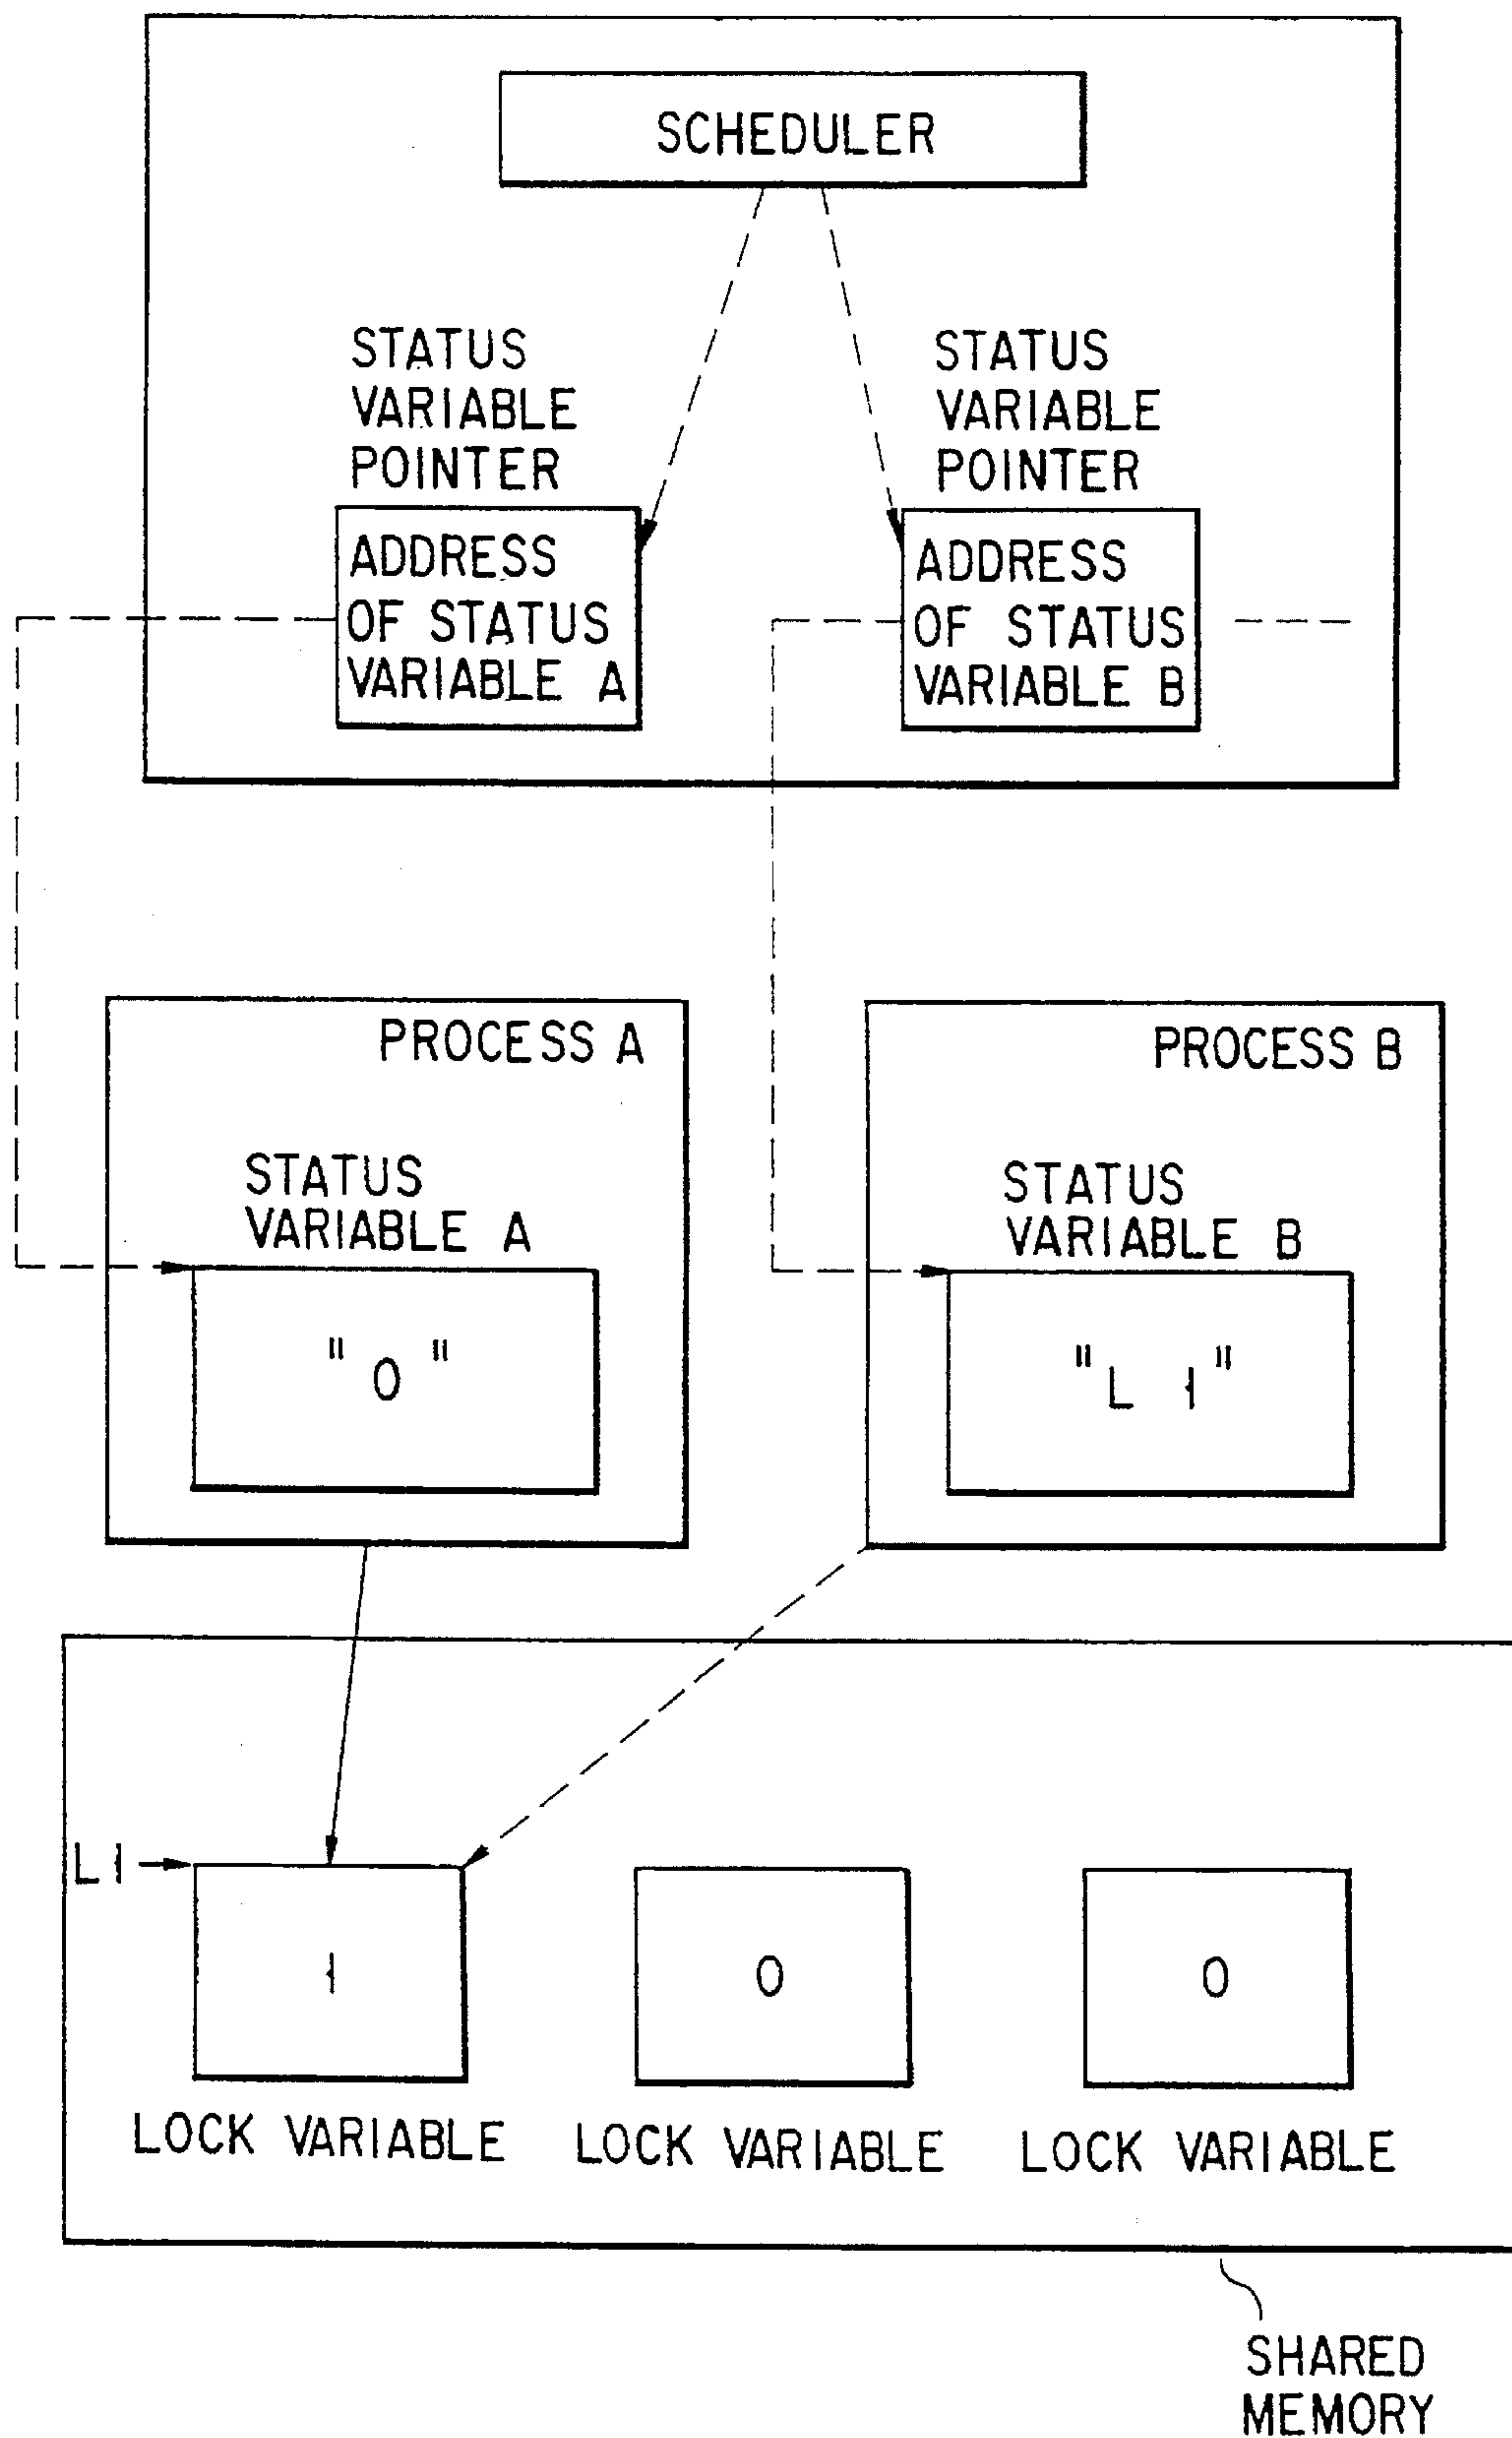 SCHEDULER
STATUS
VARIABLE
POINTER
STATUS
VARIABLE
POINTER
ADDRESS
OF STATUS
VARIABLE A
ADDRESS
OF STATUS
VARIABLE B
PROCESS A
STATUS
VARIABLE A
"0"
PROCESS B
STATUS
VARIABLE B
"L 1"
L1
1
0
0
LOCK VARIABLE
LOCK VARIABLE
LOCK VARIABLE
SHARED
MEMORY